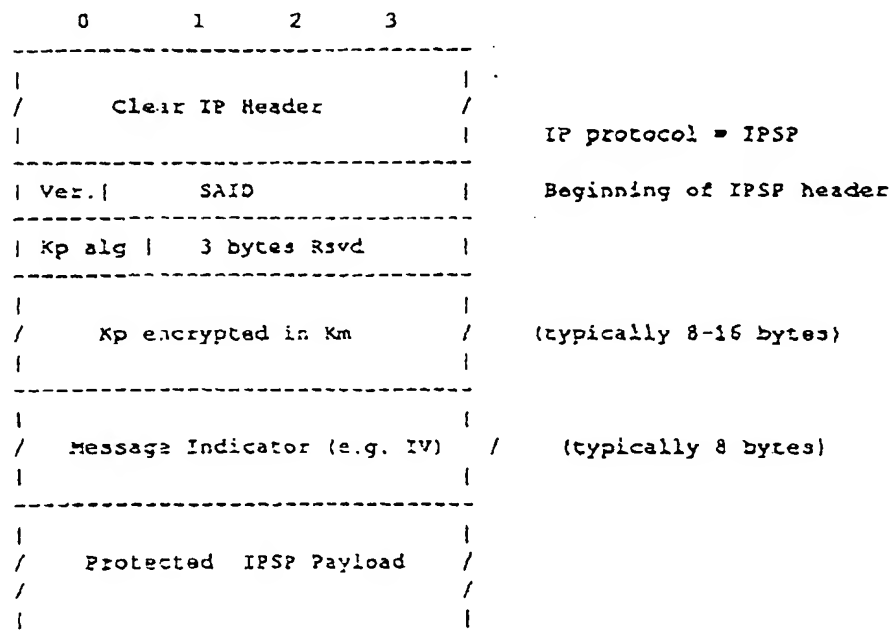 0 1 2 3
Clear IP Header
IP protocol = IPSP
Ver. | SAID | Beginning of IPSP header
Kp alg | 3 bytes Rsvd
Kp encrypted in Km / (typically 8-16 bytes)
Message Indicator (e.g. IV) / (typically 8 bytes)
Protected IPSP Payload